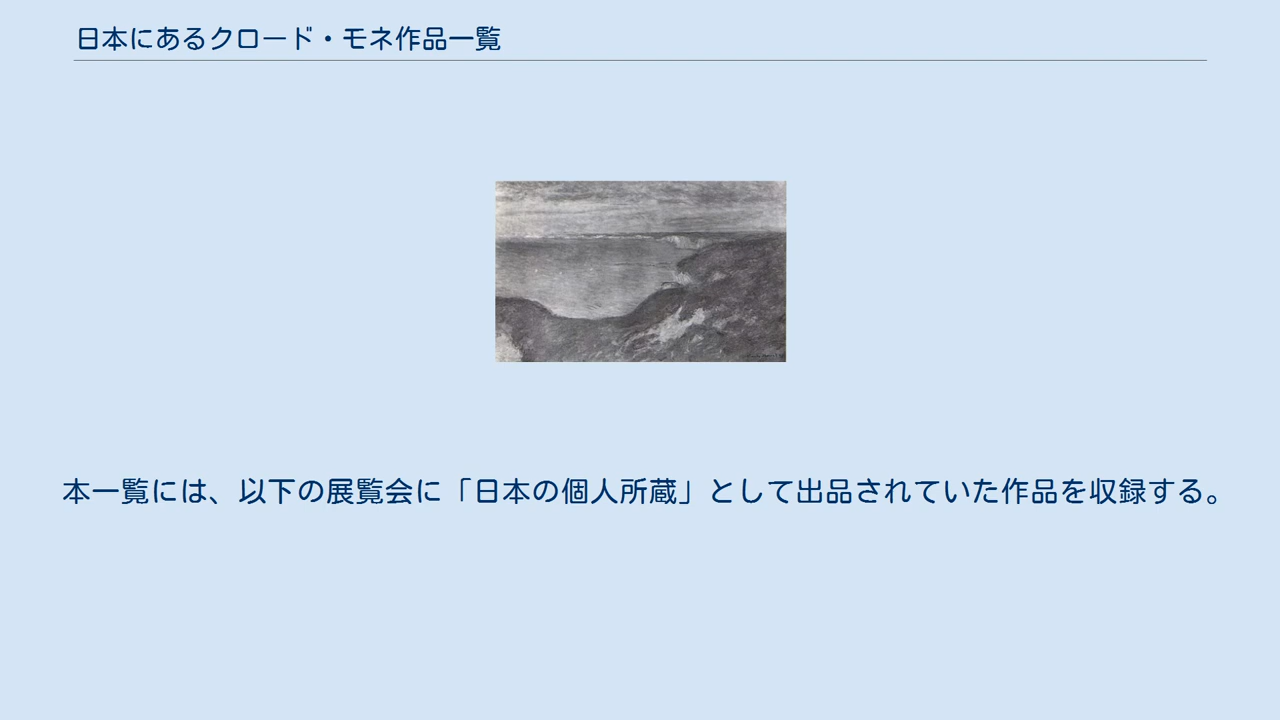 日本にあるクロード・モネ作品一覧
本一覧には、以下の展覧会に「日本の個人所蔵」として出品されていた作品を収録する。